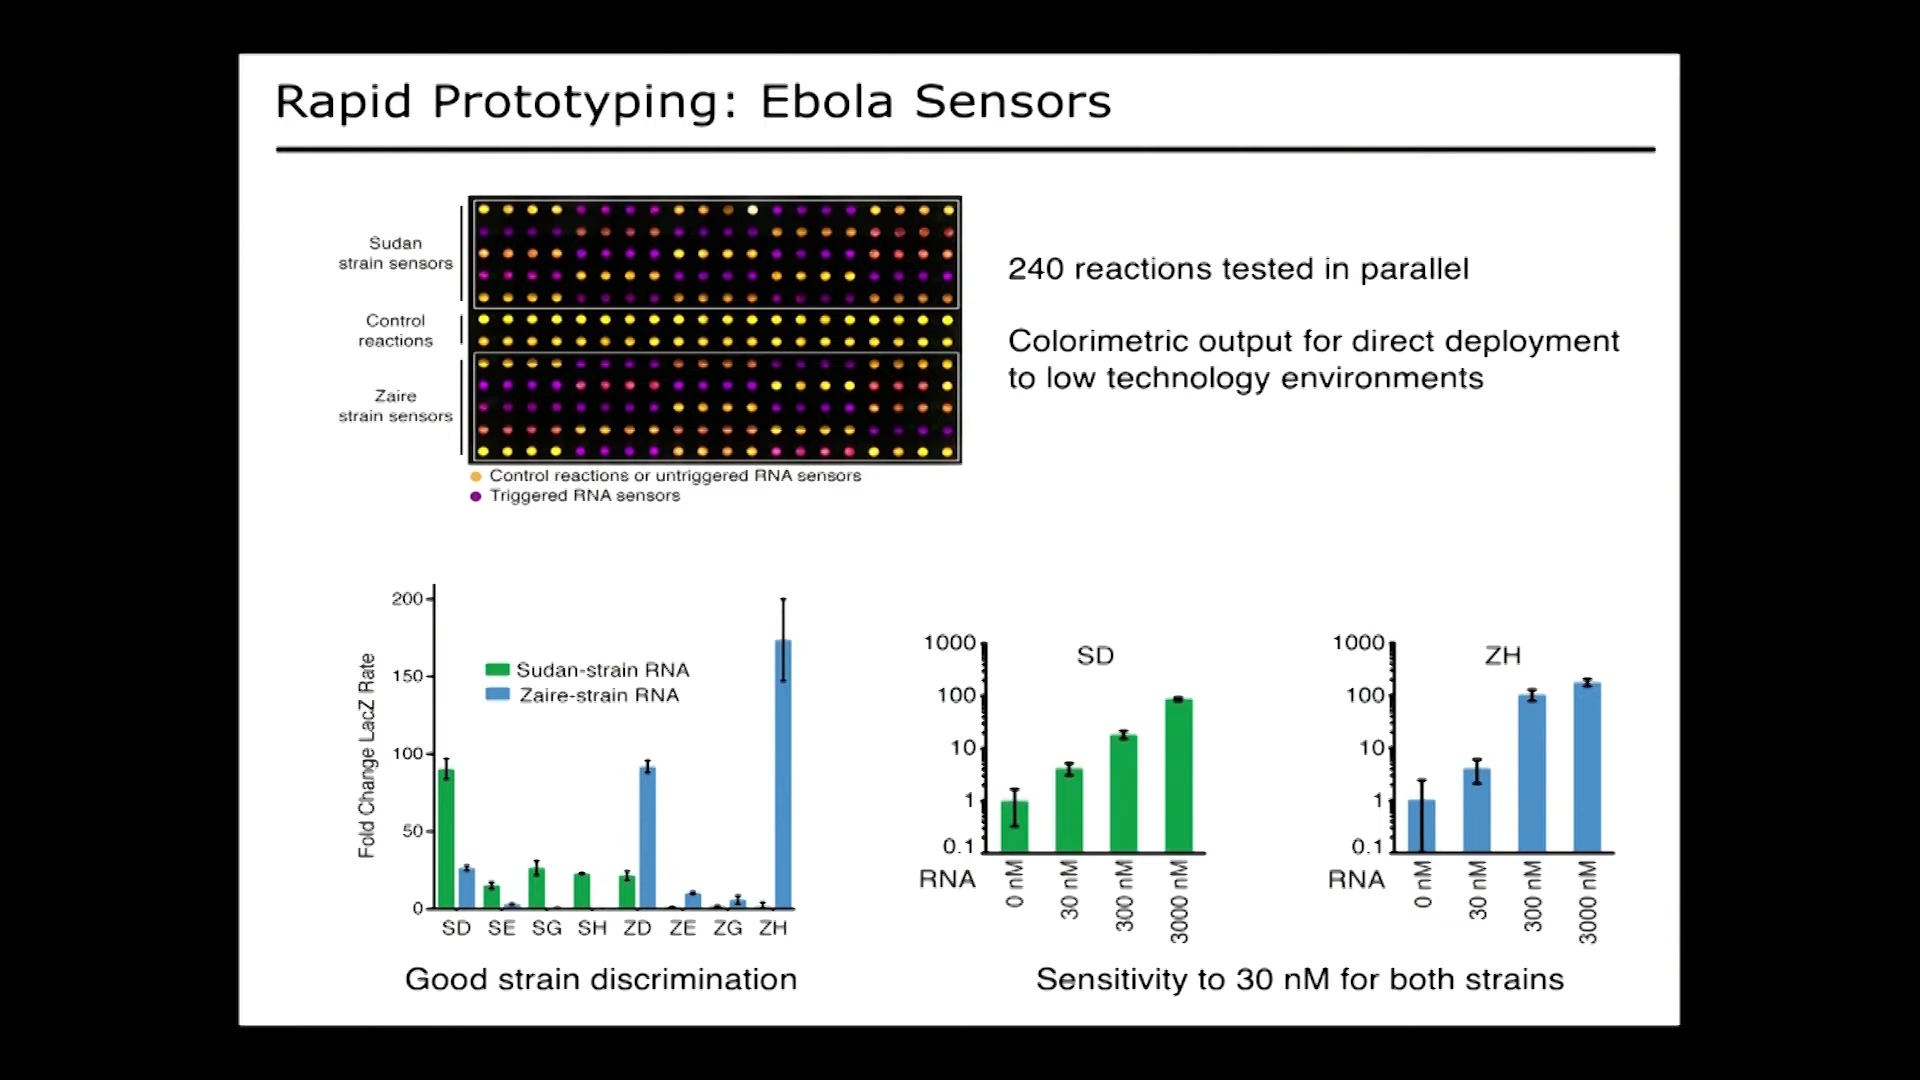 Rapid Prototyping: Ebola Sensors
Sudan
strain sensors
Control
reactions
Zaire
strain sensors
Control reactions or untriggered RNA sensors
Triggered RNA sensors
240 reactions tested in parallel
Colorimetric output for direct deployment
to low technology environments
Fold Change LacZ Rate
200
150
100
50
0
Sudan-strain RNA
Zaire-strain RNA
SD SE SG SH ZD ZE ZG ZH
Good strain discrimination
SD
1000
100
10
1
0.1
RNA 0 nM 30 nM 300 nM 3000 nM
ZH
1000
100
10
1
0.1
RNA 0 nM 30 nM 300 nM 3000 nM
Sensitivity to 30 nM for both strains